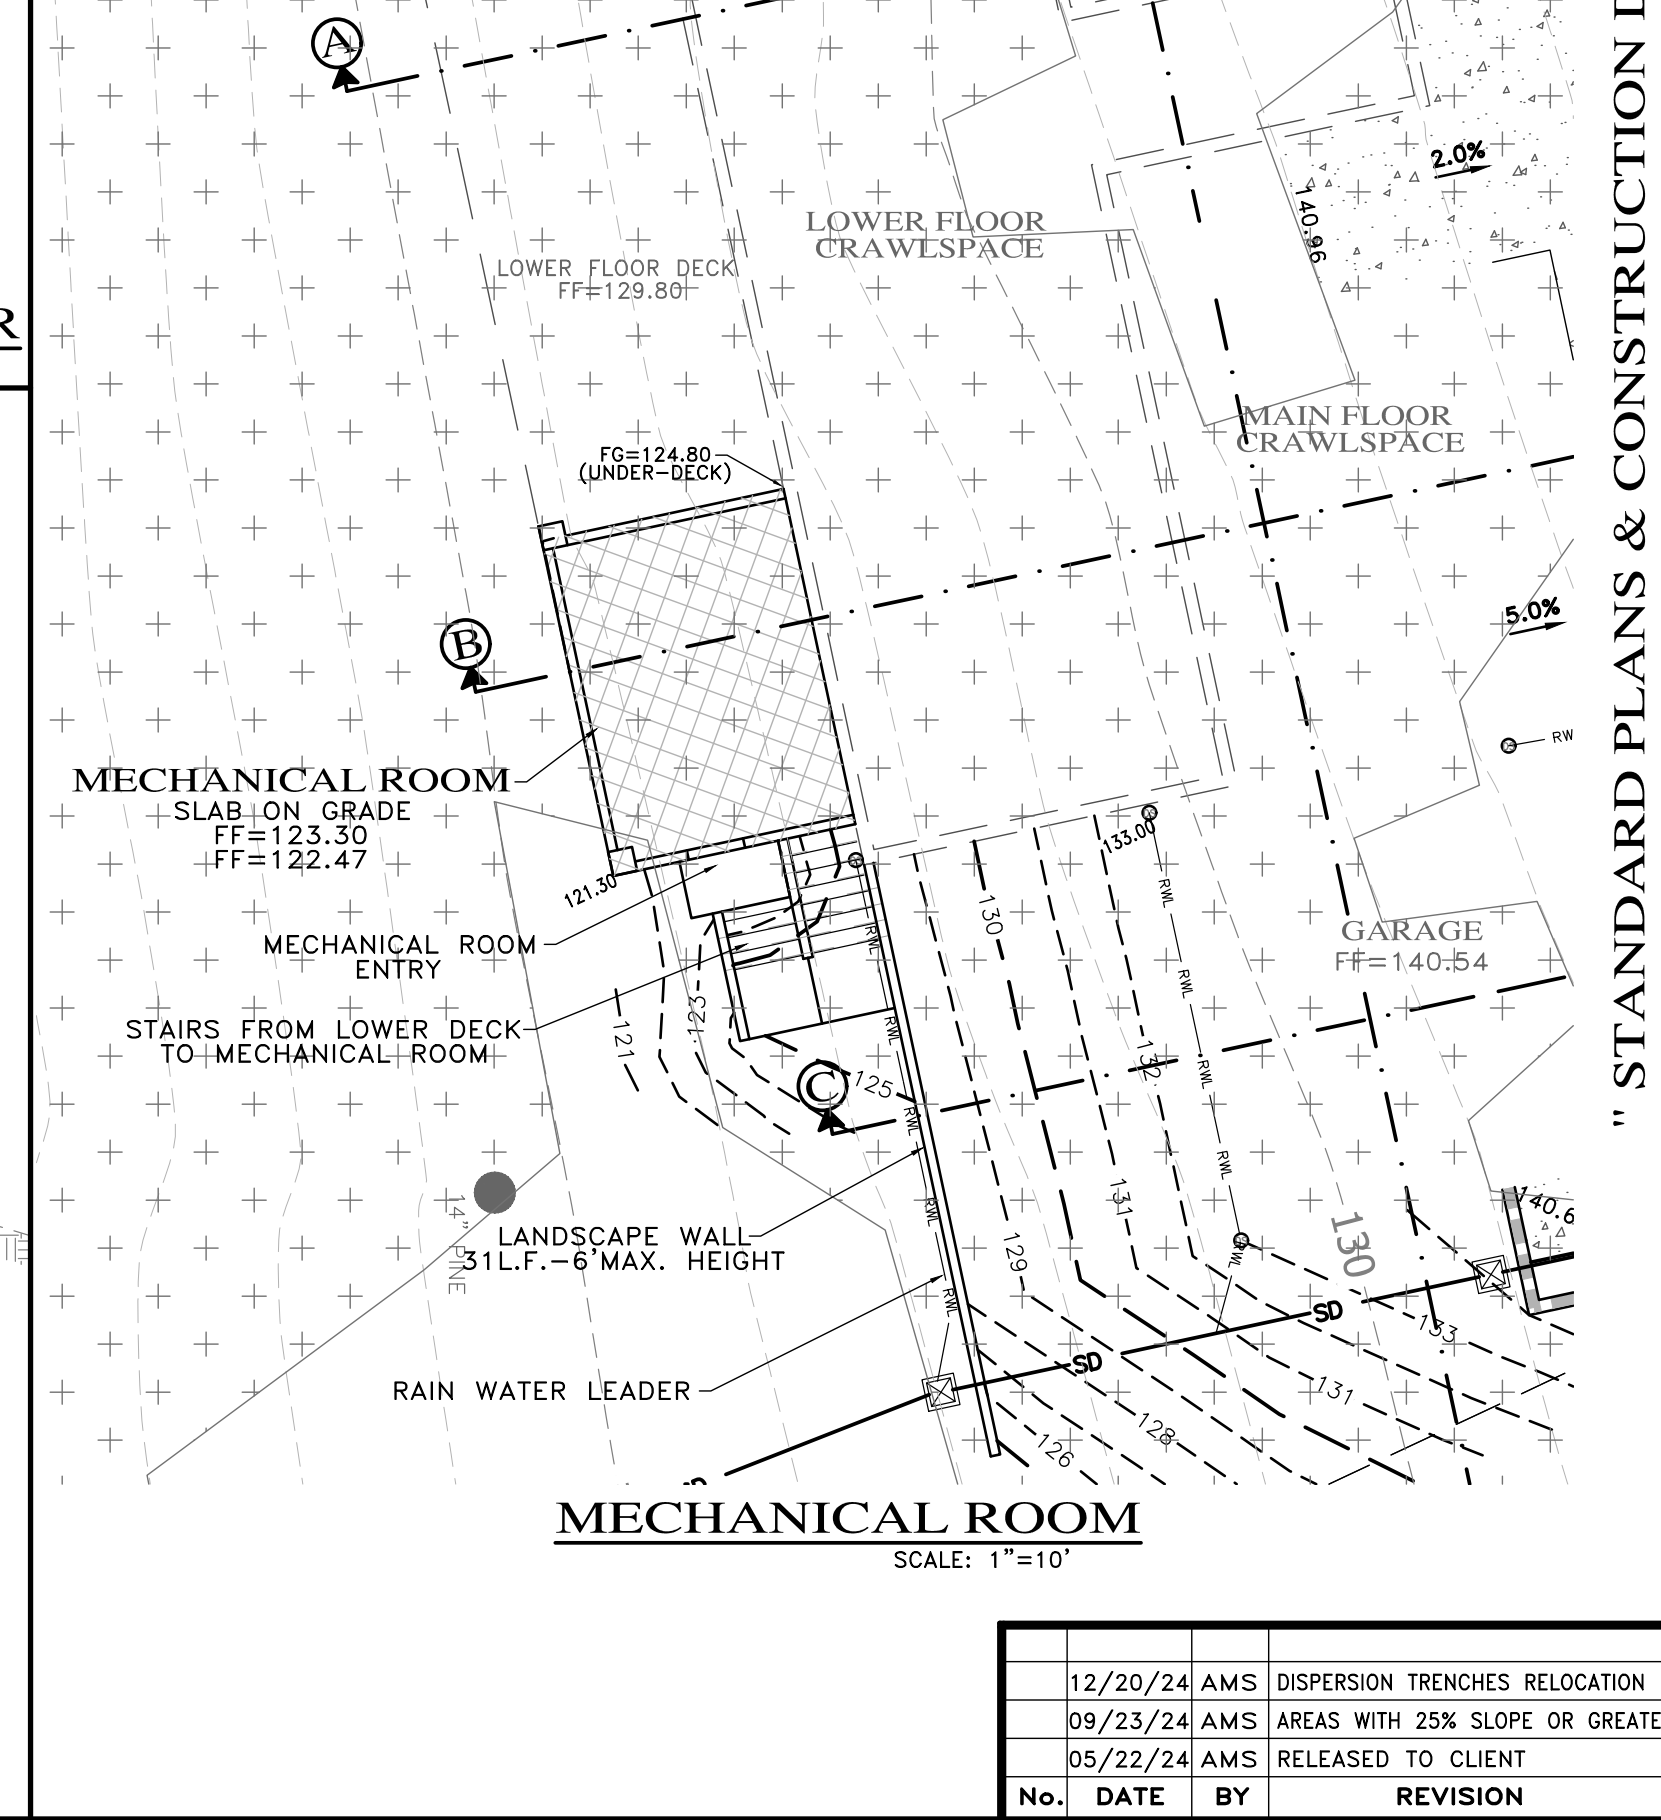 A
2.0%
140.96
LOWER FLOOR
CRAWLSPACE
LOWER FLOOR DECK
FF=129.80
R
MAIN FLOOR
CRAWLSPACE
FG=124.80
(UNDER-DECK)
B
5.0%
RW
MECHANICAL ROOM
SLAB ON GRADE
FF=123.30
FF=122.47
133.00
121.30
RWL
130
RWL
GARAGE
FF=140.54
MECHANICAL ROOM
ENTRY
RWL
123
121
STAIRS FROM LOWER DECK
TO MECHANICAL ROOM
RWL
132
RWL
C
125
RWL
RWL
131
14" PINE
RWL
LANDSCAPE WALL
31L.F.-6'MAX. HEIGHT
129
RWL
130
RWL
140.6
SD
133
SD
RAIN WATER LEADER
131
128
126
MECHANICAL ROOM
SCALE: 1"=10'
" STANDARD PLANS & CONSTRUCTION
12/20/24 AMS DISPERSION TRENCHES RELOCATION
09/23/24 AMS AREAS WITH 25% SLOPE OR GREATE
05/22/24 AMS RELEASED TO CLIENT
No. DATE BY REVISION